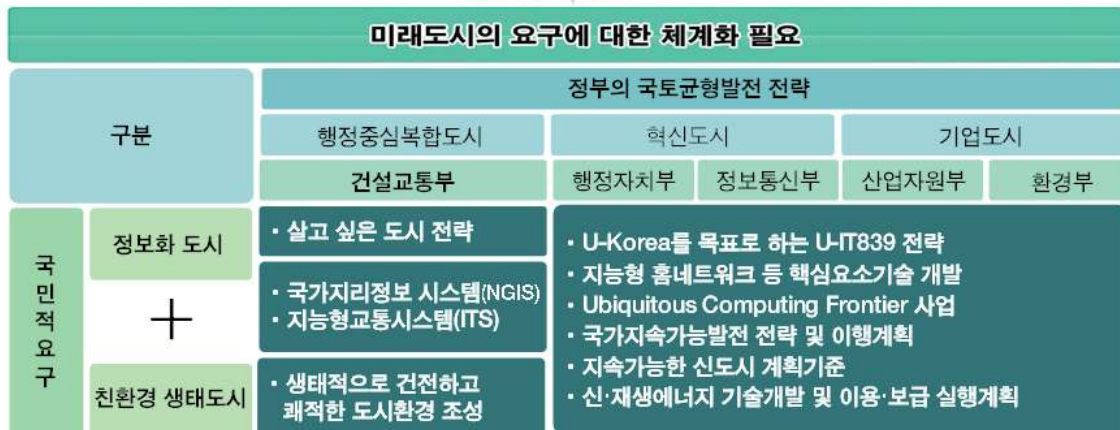 미래도시의 요구에 대한 체계화 필요
구분
정부의 국토균형발전 전략
행정중심복합도시
혁신도시
기업도시
건설교통부
행정자치부
정보통신부
산업자원부
환경부
국민적요구
정보화 도시
+
친환경 생태도시
· 살고 싶은 도시 전략
· 국가지리정보 시스템(NGIS)
· 지능형교통시스템(ITS)
· 생태적으로 건전하고
쾌적한 도시환경 조성
· U-Korea를 목표로 하는 U-IT839 전략
· 지능형 홈네트워크 등 핵심요소기술 개발
· Ubiquitous Computing Frontier 사업
· 국가지속가능발전 전략 및 이행계획
· 지속가능한 신도시 계획기준
· 신·재생에너지 기술개발 및 이용·보급 실행계획